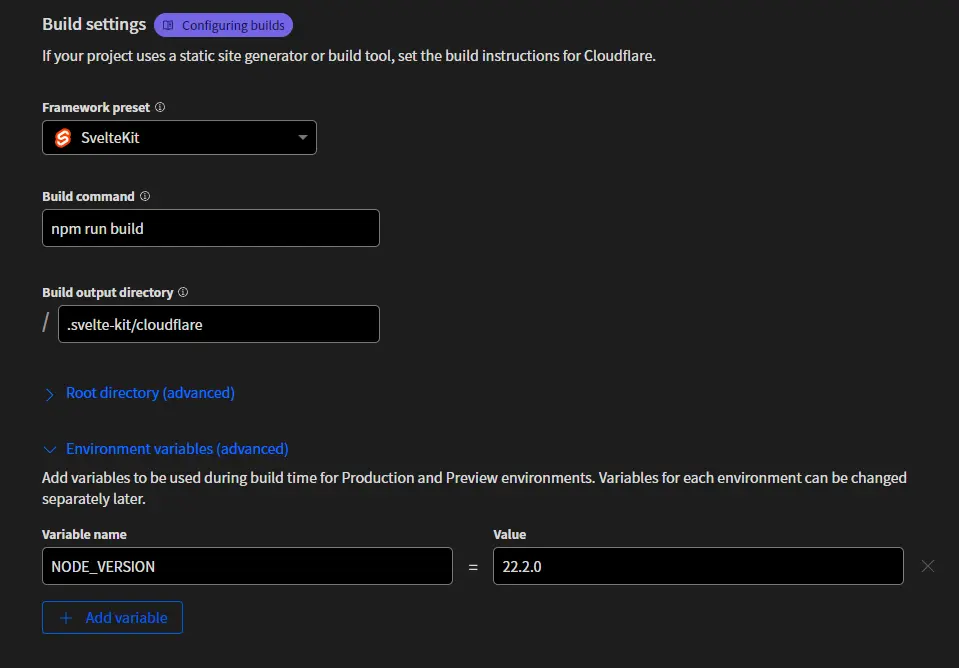 Build settings Configuring builds
If your project uses a static site generator or build tool, set the build instructions for Cloudflare.
Framework preset
SvelteKit
Build command
npm run build
Build output directory
/ .svelte-kit/cloudflare
Root directory (advanced)
Environment variables (advanced)
Add variables to be used during build time for Production and Preview environments. Variables for each environment can be changed
separately later.
Variable name Value
NODE_VERSION = 22.2.0
+ Add variable